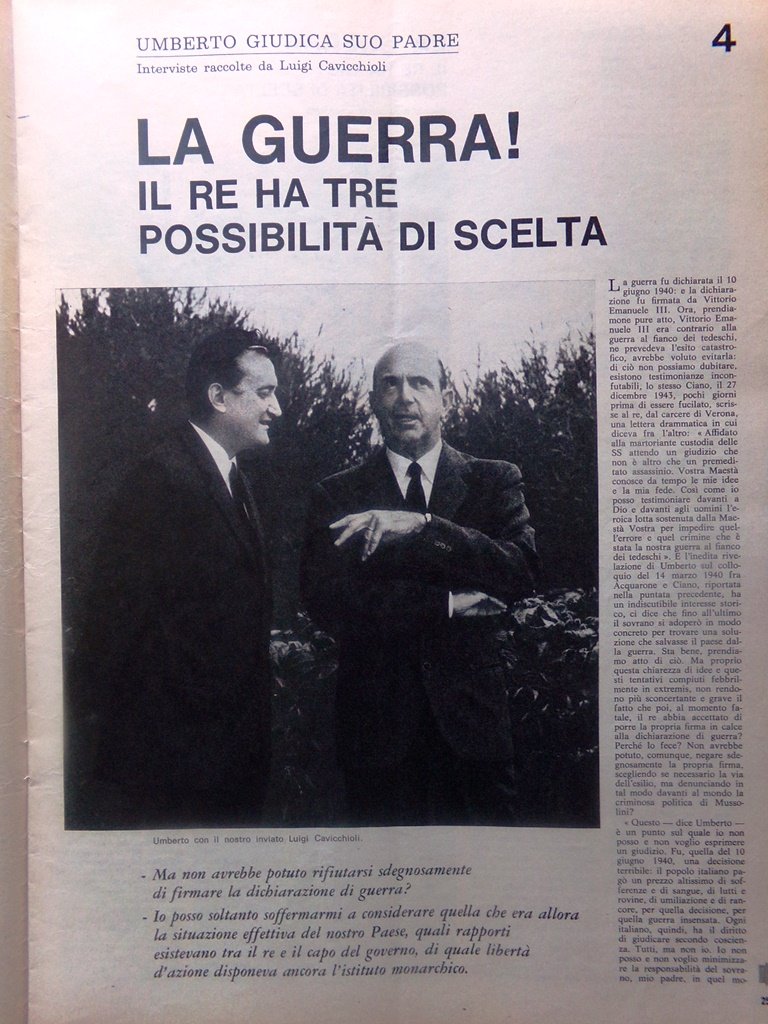 UMBERTO GIUDICA SUO PADRE
4
Interviste raccolte da Luigi Cavicchioli
LA GUERRA!
IL RE HA TRE
POSSIBILITÀ DI SCELTA
La guerra fu dichiarata il 10
giugno 1940: e la dichiara-
zione fu firmata da Vittorio
Emanuele III. Ora, prendia-
mone pure atto, Vittorio Ema-
nuele III era contrario alla
guerra al fianco dei tedeschi,
ne prevedeva l'esito catastro-
fico, avrebbe voluto evitarla:
di ciò non possiamo dubitare,
esistono testimonianze incon-
futabili, lo stesso Ciano, il 27
dicembre 1943, pochi giorni
prima di essere fucilato, scris-
se al re, dal carcere di Verona,
una lettera drammatica in cui
diceva fra l'altro: « Affidato
alla martoriante custodia delle
SS attendo un giudizio che
non è altro che un premedi-
tato assassinio. Vostra Maestà
conosce da tempo le mie idee
e la mia fede. Così come io
posso testimoniare davanti a
Dio e davanti agli uomini l'e-
roica lotta sostenuta dalla Mae-
stà Vostra per impedire quel-
l'errore e quel crimine che è
stata la nostra guerra al fianco
dei tedeschi ». E l'inedita rive-
lazione di Umberto sul collo-
quio del 14 marzo 1940 fra
Acquarone e Ciano, riportata
nella puntata precedente, ha
un indiscutibile interesse stori-
co, ci dice che fino all'ultimo
il sovrano si adoperò in modo
concreto per trovare una solu-
zione che salvasse il paese dal-
la guerra. Sta bene, prendia-
mo atto di ciò. Ma proprio
questa chiarezza di idee e que-
sti tentativi compiuti febbril-
mente in extremis, non rendo-
no più sconcertante e grave il
fatto che poi, al momento fa-
tale, il re abbia accettato di
porre la propria firma in calce
alla dichiarazione di guerra?
Perché lo fece? Non avrebbe
potuto, comunque, negare sde-
gnosamente la propria firma,
scegliendo se necessario la via
dell'esilio, ma denunciando in
tal modo davanti al mondo la
criminosa politica di Musso-
lini?
« Questo — dice Umberto —
è un punto sul quale io non
posso e non voglio esprimere
un giudizio. Fu, quella del 10
giugno 1940, una decisione
terribile: il popolo italiano pa-
gò un prezzo altissimo di sof-
ferenze e di sangue, di lutti e
rovine, di umiliazione e di ran-
core, per quella decisione, per
quella guerra insensata. Ogni
italiano, quindi, ha il diritto
di giudicare secondo coscien-
za. Tutti, ma non io. Io non
posso e non voglio minimizza-
re la responsabilità del sovra-
no, mio padre, in quel mo-
Umberto con il nostro inviato Luigi Cavicchioli.
- Ma non avrebbe potuto rifiutarsi sdegnosamente
di firmare la dichiarazione di guerra?
- Io posso soltanto soffermarmi a considerare quella che era allora
la situazione effettiva del nostro Paese, quali rapporti
esistevano tra il re e il capo del governo, di quale libertà
d'azione disponeva ancora l'istituto monarchico.